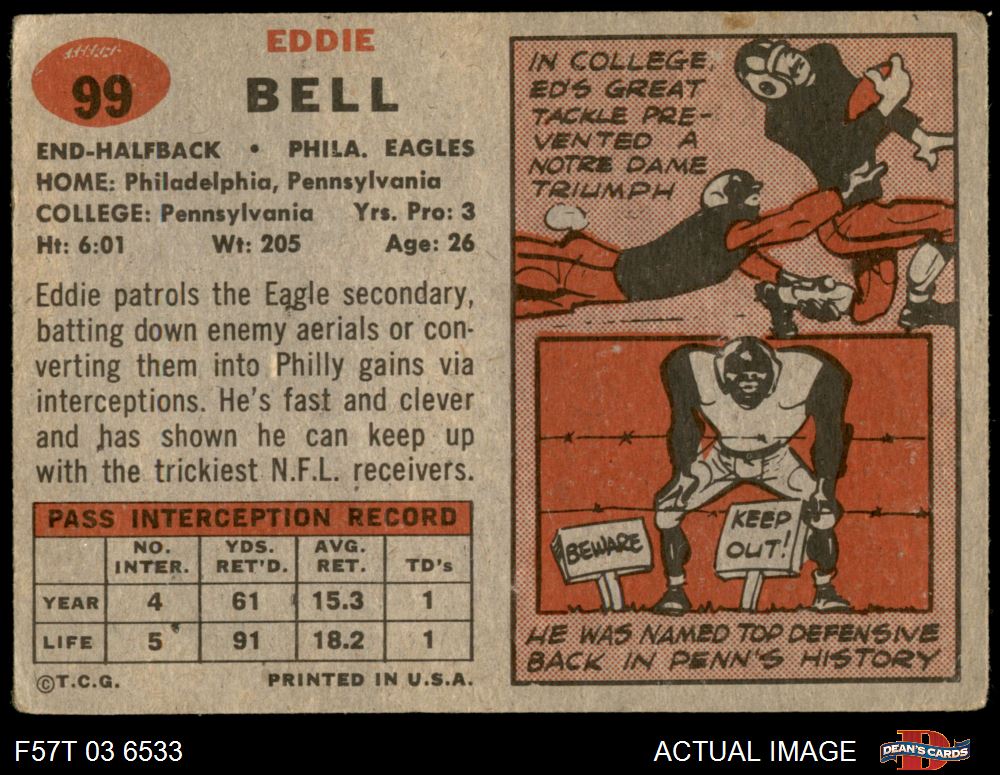 99
EDDIE
BELL
END-HALFBACK • PHILA. EAGLES
HOME: Philadelphia, Pennsylvania
COLLEGE: Pennsylvania Yrs. Pro: 3
Ht: 6:01 Wt: 205 Age: 26
Eddie patrols the Eagle secondary,
batting down enemy aerials or con-
verting them into Philly gains via
interceptions. He's fast and clever
and has shown he can keep up
with the trickiest N.F.L. receivers.
PASS INTERCEPTION RECORD
NO. INTER. YDS. RET'D. AVG. RET. TD's
YEAR 4 61 15.3 1
LIFE 5 91 18.2 1
©T.C.G. PRINTED IN U.S.A.
IN COLLEGE,
ED'S GREAT
TACKLE PRE-
VENTED A
NOTRE DAME
TRIUMPH
BEWARE
KEEP
OUT!
HE WAS NAMED TOP DEFENSIVE
BACK IN PENN'S HISTORY
F57T 03 6533
ACTUAL IMAGE
D
DEAN'S CARDS